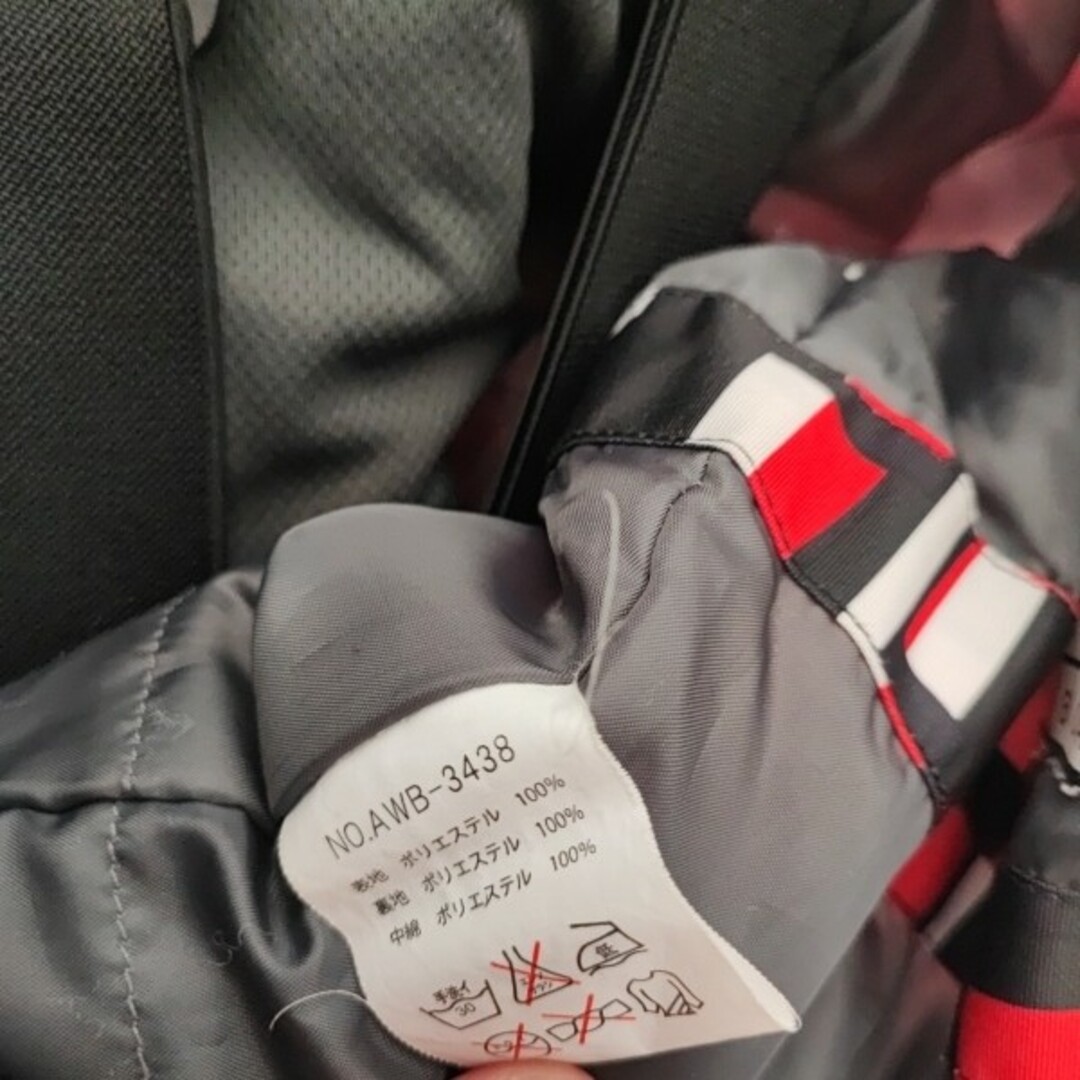 NO.AWB-3438
表地 ポリエステル 100%
裏地 ポリエステル 100%
中綿 ポリエステル 100%
低
手洗イ
30